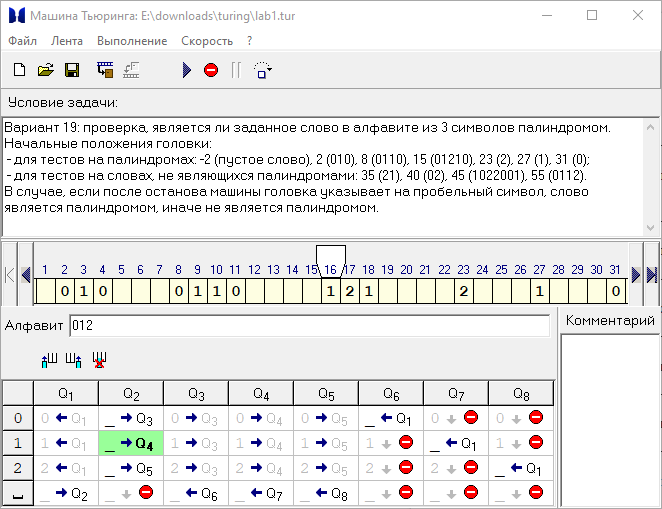 Машина Тьюринга: E:\downloads\turing\lab1.tur
Файл Лента Выполнение Скорость ?
Условие задачи:
Вариант 19: проверка, является ли заданное слово в алфавите из 3 символов палиндромом.
Начальные положения головки:
- для тестов на палиндромах: -2 (пустое слово), 2 (010), 8 (0110), 15 (01210), 23 (2), 27 (1), 31 (0);
- для тестов на словах, не являющихся палиндромами: 35 (21), 40 (02), 45 (1022001), 55 (0112).
В случае, если после останова машины головка указывает на пробельный символ, слово
является палиндромом, иначе не является палиндромом.
1 2 3 4 5 6 7 8 9 10 11 12 13 14 15 16 17 18 19 20 21 22 23 24 25 26 27 28 29 30 31
0 1 0 0 1 1 0 1 2 1 2 1 0
Алфавит 012
Комментарий
Q1 Q2 Q3 Q4 Q5 Q6 Q7 Q8
0 0 ← Q1 _ → Q3 0 → Q3 0 → Q4 0 → Q5 _ ← Q1 0 ↓ 0 ↓
1 1 ← Q1 _ → Q4 1 → Q3 1 → Q4 1 → Q5 1 ↓ _ ← Q1 1 ↓
2 2 ← Q1 _ → Q5 2 → Q3 2 → Q4 2 → Q5 2 ↓ 2 ↓ _ ← Q1
_ → Q2 _ ↓ _ ← Q6 _ ← Q7 _ ← Q8 _ ↓ _ ↓ _ ↓